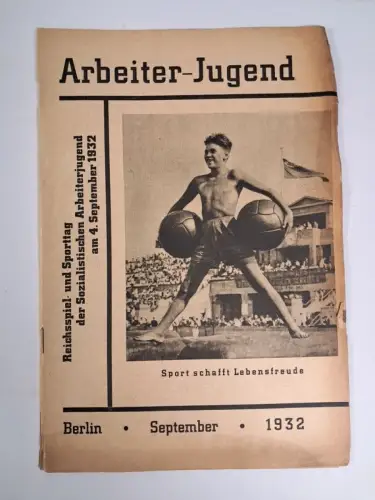 Arbeiter-Jugend
Reichsspiel- und Sporttag
der Sozialistischen Arbeiterjugend
am 4. September 1932
Sport schafft Lebensfreude
Berlin • September • 1932